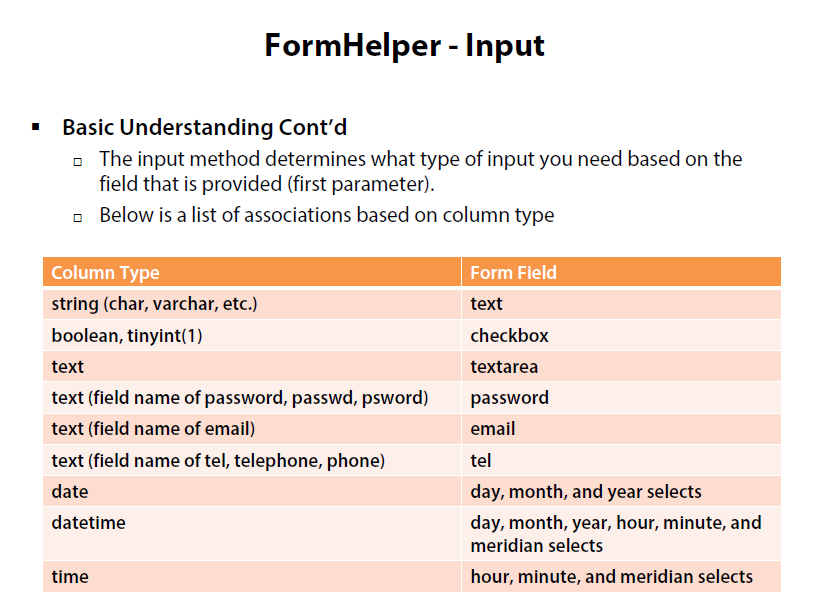 FormHelper - Input
Basic Understanding Cont’d
The input method determines what type of input you need based on the
field that is provided (first parameter).
Below is a list of associations based on column type
Column Type Form Field
string (char, varchar, etc.) text
boolean, tinyint(1) checkbox
text textarea
text (field name of password, passwd, psword) password
text (field name of email) email
text (field name of tel, telephone, phone) tel
date day, month, and year selects
datetime day, month, year, hour, minute, and
meridian selects
time hour, minute, and meridian selects